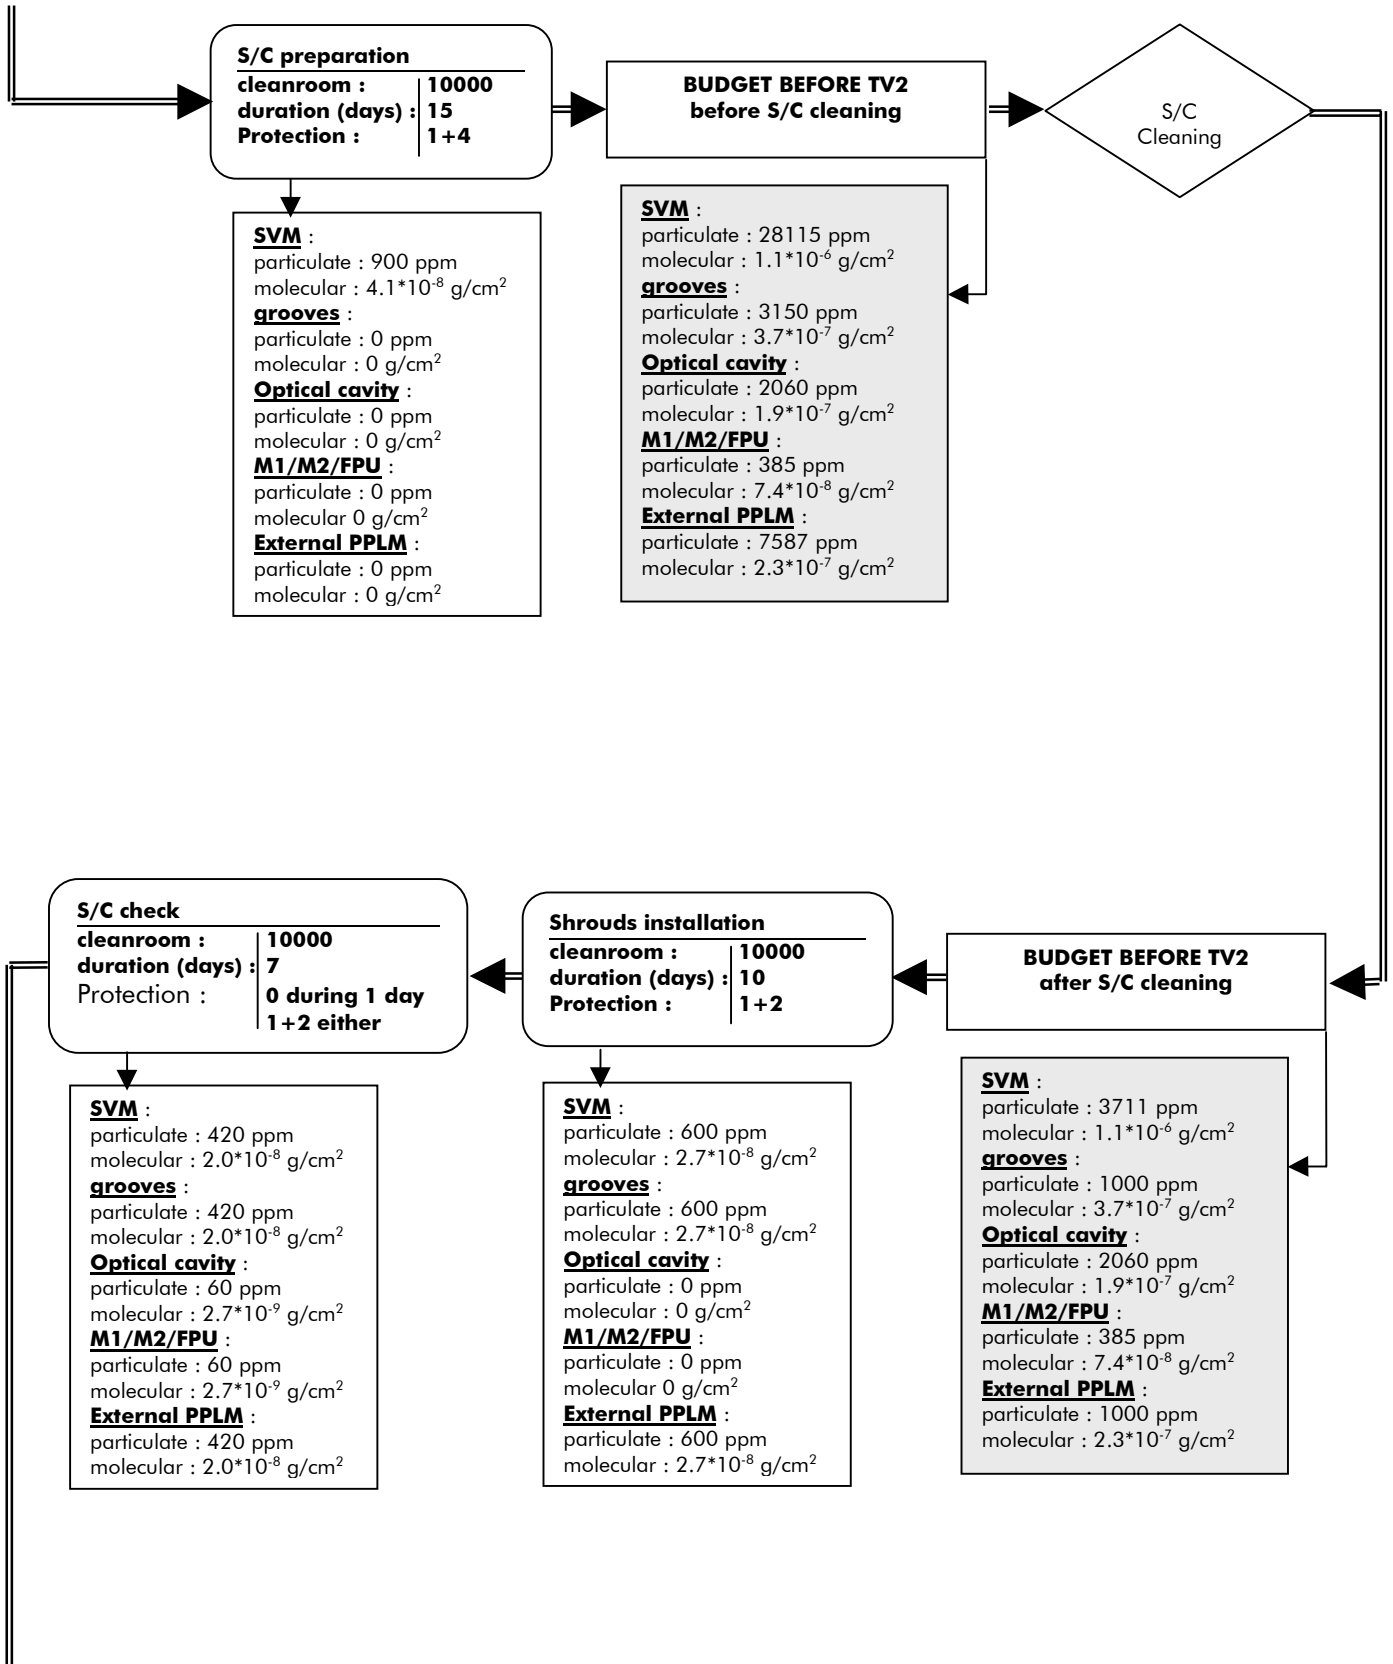 S/C preparation
cleanroom : 10000
duration (days) : 15
Protection : 1+4
BUDGET BEFORE TV2
before S/C cleaning
S/C
Cleaning
SVM :
particulate : 900 ppm
molecular : 4.1*10-8 g/cm2
grooves :
particulate : 0 ppm
molecular : 0 g/cm2
Optical cavity :
particulate : 0 ppm
molecular : 0 g/cm2
M1/M2/FPU :
particulate : 0 ppm
molecular 0 g/cm2
External PPLM :
particulate : 0 ppm
molecular : 0 g/cm2
SVM :
particulate : 28115 ppm
molecular : 1.1*10-6 g/cm2
grooves :
particulate : 3150 ppm
molecular : 3.7*10-7 g/cm2
Optical cavity :
particulate : 2060 ppm
molecular : 1.9*10-7 g/cm2
M1/M2/FPU :
particulate : 385 ppm
molecular : 7.4*10-8 g/cm2
External PPLM :
particulate : 7587 ppm
molecular : 2.3*10-7 g/cm2
S/C check
cleanroom : 10000
duration (days) : 7
Protection : 0 during 1 day
1+2 either
Shrouds installation
cleanroom : 10000
duration (days) : 10
Protection : 1+2
BUDGET BEFORE TV2
after S/C cleaning
SVM :
particulate : 420 ppm
molecular : 2.0*10-8 g/cm2
grooves :
particulate : 420 ppm
molecular : 2.0*10-8 g/cm2
Optical cavity :
particulate : 60 ppm
molecular : 2.7*10-9 g/cm2
M1/M2/FPU :
particulate : 60 ppm
molecular : 2.7*10-9 g/cm2
External PPLM :
particulate : 420 ppm
molecular : 2.0*10-8 g/cm2
SVM :
particulate : 600 ppm
molecular : 2.7*10-8 g/cm2
grooves :
particulate : 600 ppm
molecular : 2.7*10-8 g/cm2
Optical cavity :
particulate : 0 ppm
molecular : 0 g/cm2
M1/M2/FPU :
particulate : 0 ppm
molecular 0 g/cm2
External PPLM :
particulate : 600 ppm
molecular : 2.7*10-8 g/cm2
SVM :
particulate : 3711 ppm
molecular : 1.1*10-6 g/cm2
grooves :
particulate : 1000 ppm
molecular : 3.7*10-7 g/cm2
Optical cavity :
particulate : 2060 ppm
molecular : 1.9*10-7 g/cm2
M1/M2/FPU :
particulate : 385 ppm
molecular : 7.4*10-8 g/cm2
External PPLM :
particulate : 1000 ppm
molecular : 2.3*10-7 g/cm2